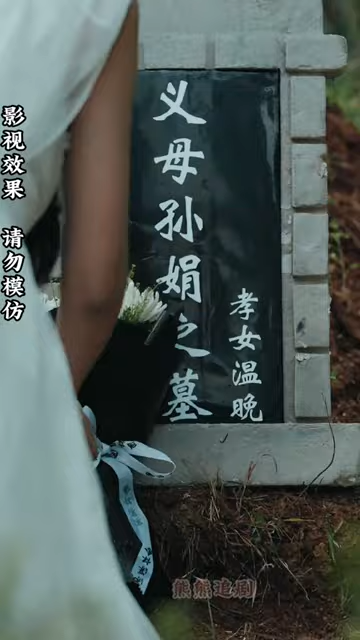 影视效果 请勿模仿
义母孙娟之墓
孝女温晚
熊熊追剧